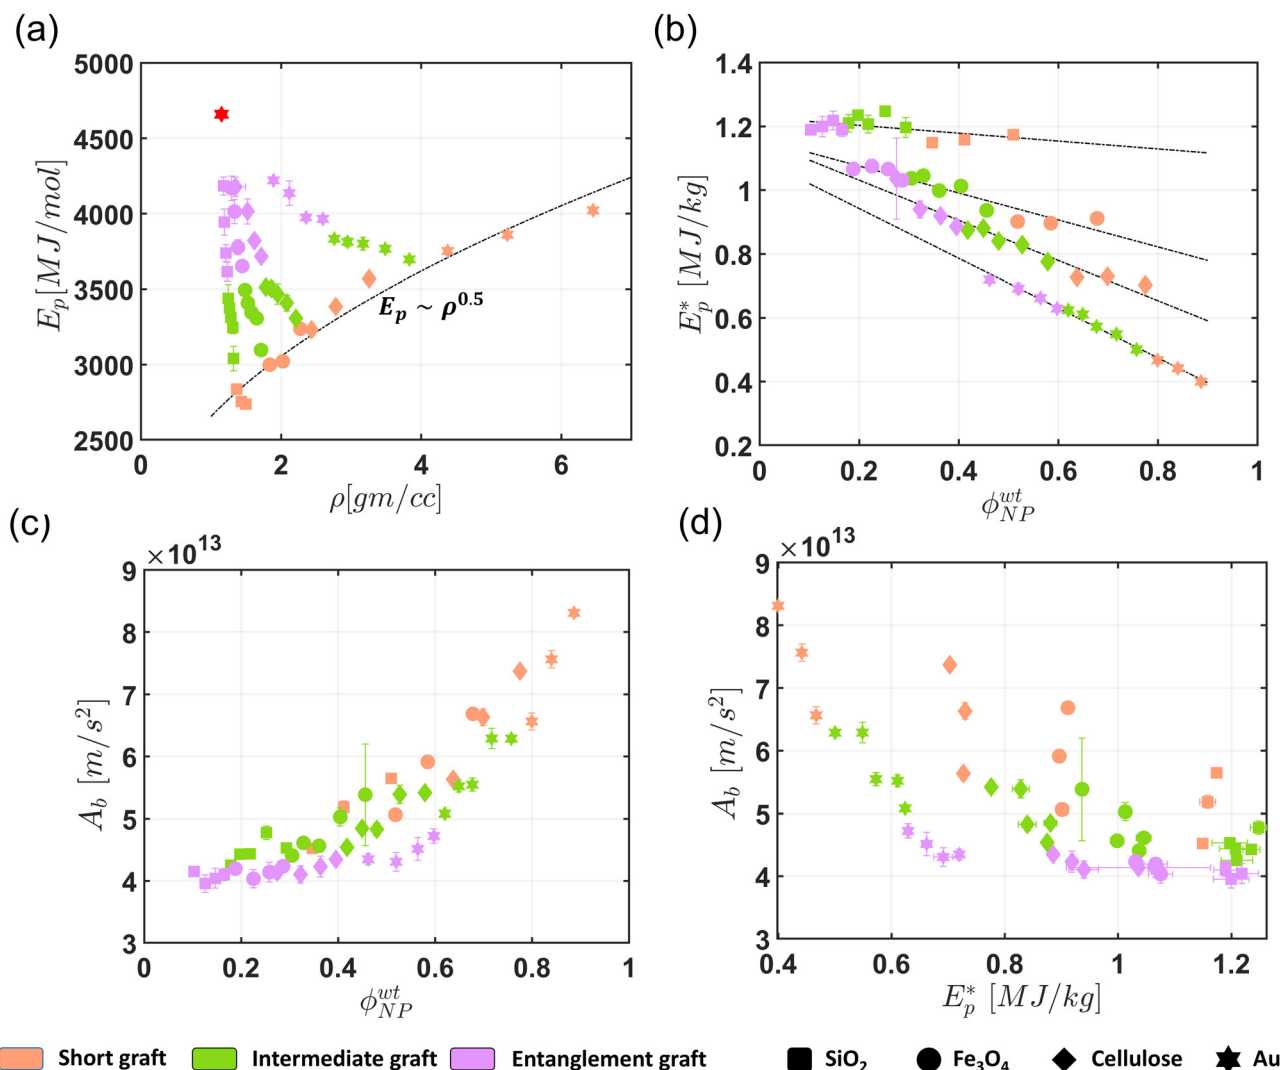 (a)
5000
4500
4000
3500
3000
2500
E_p[MJ/mol]
E_p ~ ρ^0.5
0 2 4 6
ρ[gm/cc]
(b)
1.4
1.2
1
0.8
0.6
0.4
0.2
E_p^* [MJ/kg]
0 0.2 0.4 0.6 0.8 1
ϕ_NP^wt
(c)
×10^13
9
8
7
6
5
4
3
A_b [m/s^2]
0 0.2 0.4 0.6 0.8 1
ϕ_NP^wt
(d)
×10^13
9
8
7
6
5
4
3
A_b [m/s^2]
0.4 0.6 0.8 1 1.2
E_p^* [MJ/kg]
Short graft Intermediate graft Entanglement graft SiO₂ Fe₃O₄ Cellulose Au